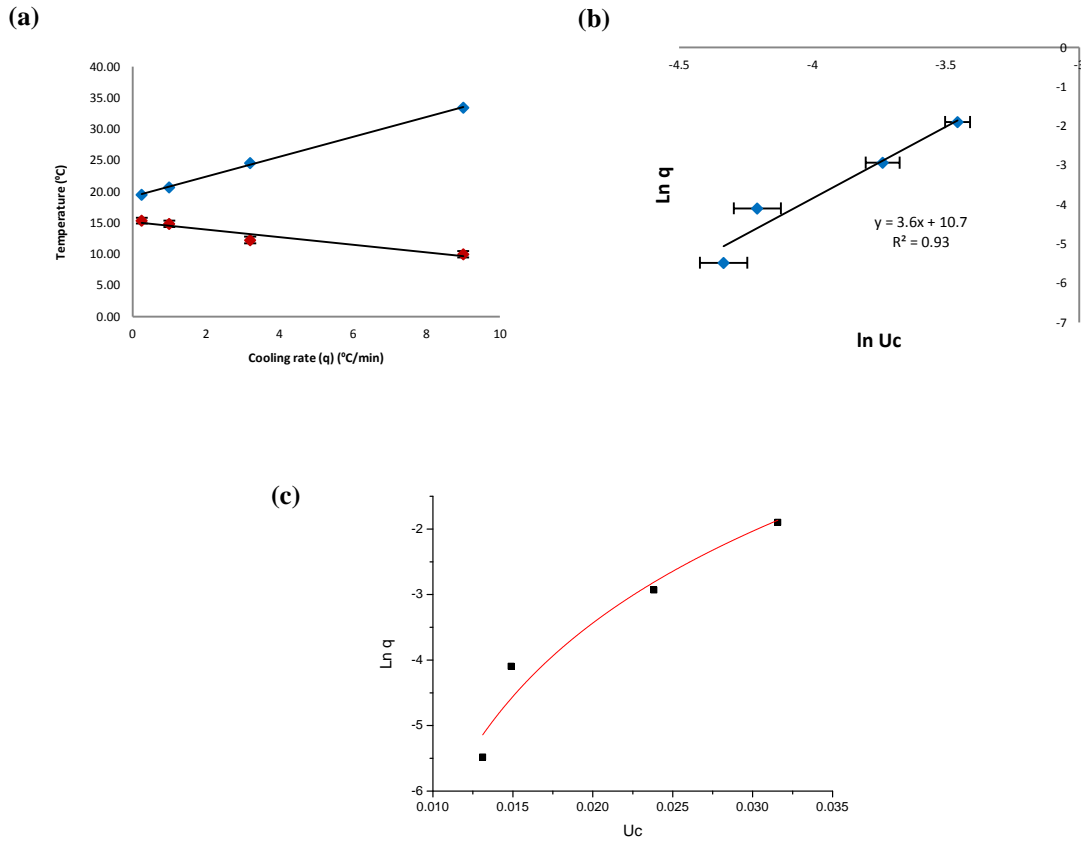 (a)
40.00
35.00
30.00
25.00
20.00
15.00
10.00
5.00
0.00
Temperature (ºC)
0 2 4 6 8 10
Cooling rate (q) (ºC/min)
(b)
-4.5 -4 -3.5
0
-1
-2
-3
-4
-5
-6
-7
Ln q
y = 3.6x + 10.7
R² = 0.93
ln Uc
(c)
-2
-3
-4
-5
-6
Ln q
0.010 0.015 0.020 0.025 0.030 0.035
Uc